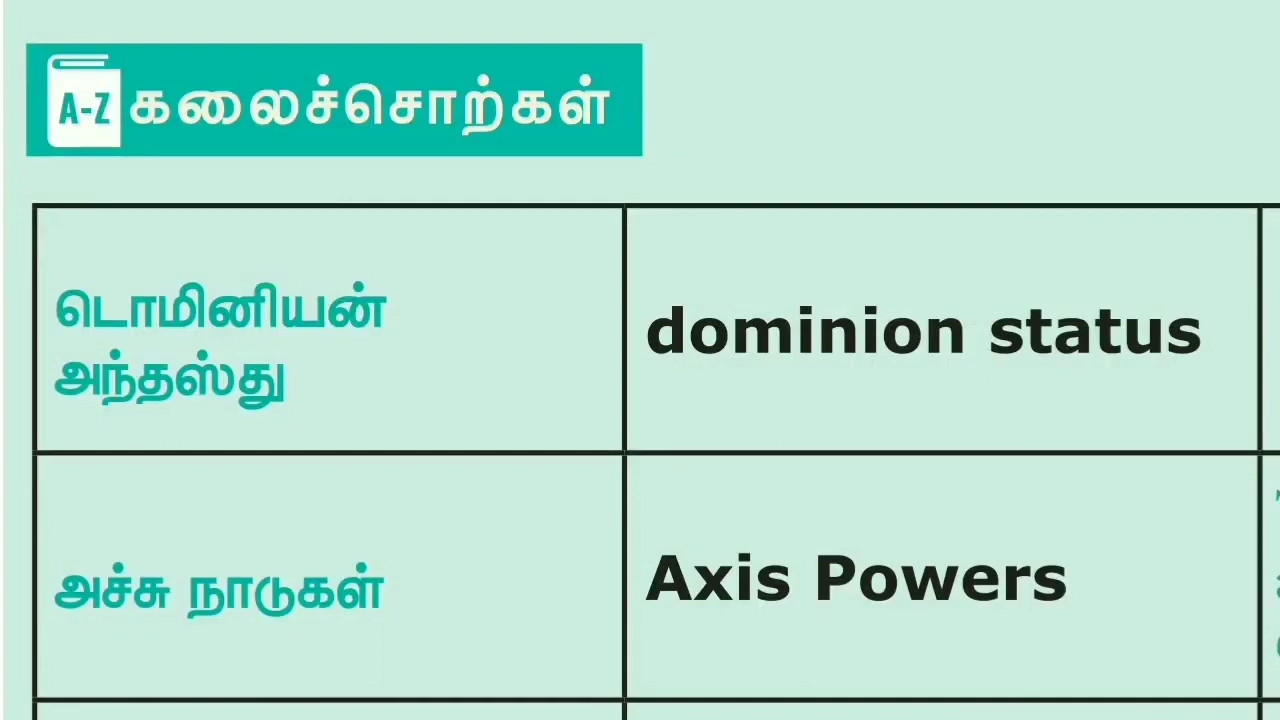 A-Z கலைச்சொற்கள்
டொமினியன் dominion status
அந்தஸ்து
அச்சு நாடுகள் Axis Powers